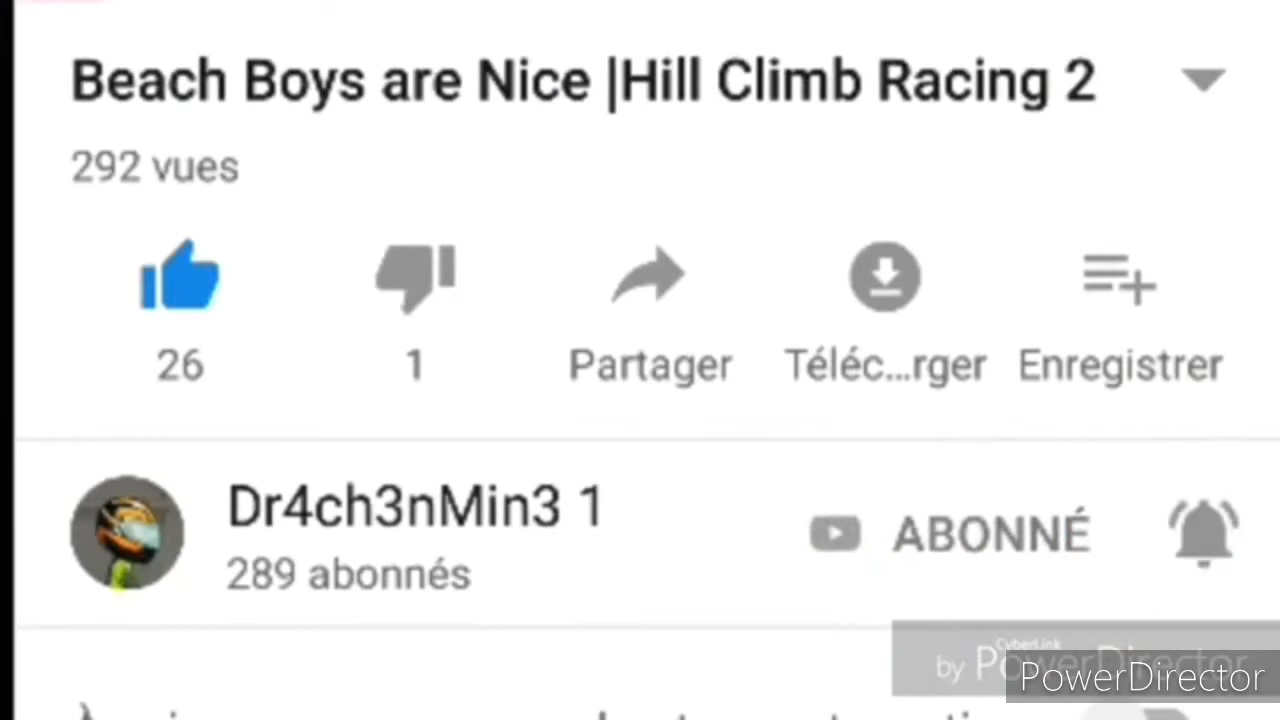 Beach Boys are Nice |Hill Climb Racing 2
292 vues
26 1 Partager Téléc...rger Enregistrer
Dr4ch3nMin3 1
ABONNÉ
289 abonnés
CyberLink
by PowerDirector
PowerDirector